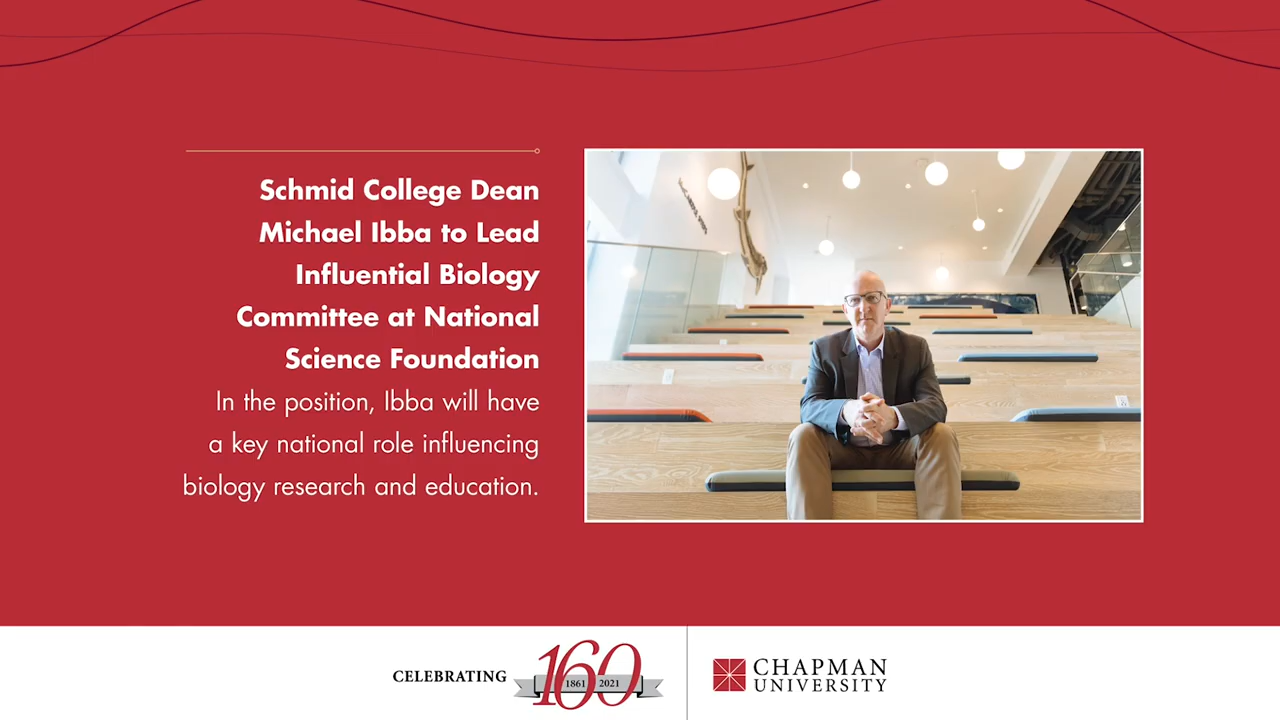 Schmid College Dean
Michael Ibba to Lead
Influential Biology
Committee at National
Science Foundation
In the position, Ibba will have
a key national role influencing
biology research and education.
CELEBRATING
160
1861 2021
CHAPMAN
UNIVERSITY